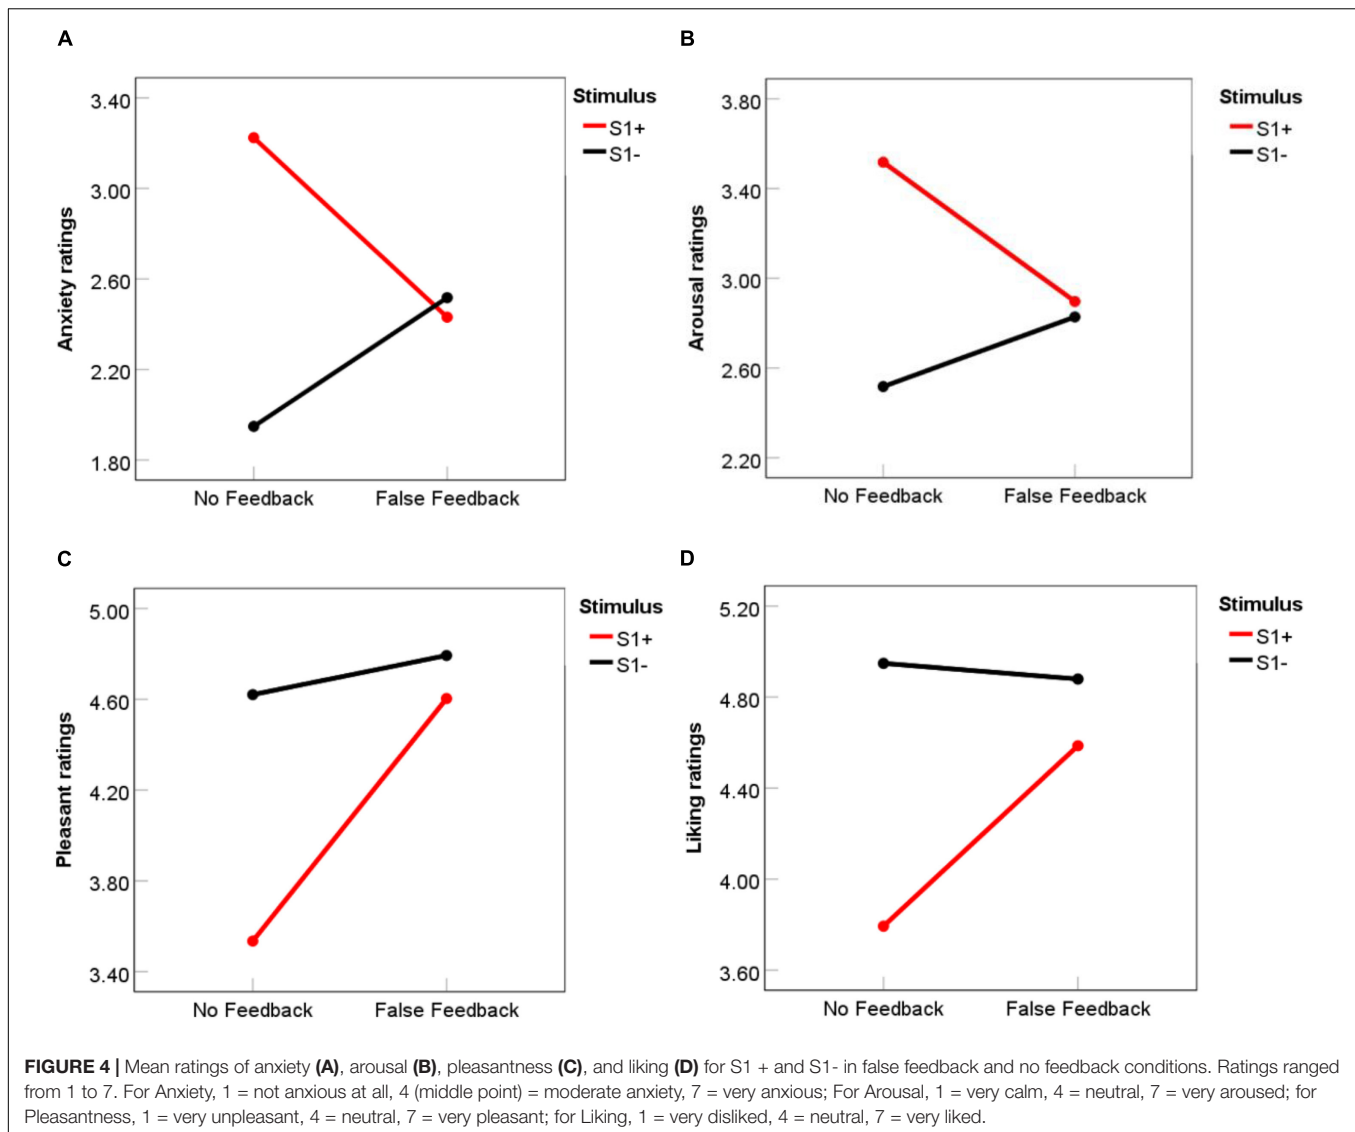 A
3.40
3.00
2.60
2.20
1.80
Anxiety ratings
No Feedback
False Feedback
Stimulus
S1+
S1-
B
3.80
3.40
3.00
2.60
2.20
Arousal ratings
No Feedback
False Feedback
Stimulus
S1+
S1-
C
5.00
4.60
4.20
3.80
3.40
Pleasant ratings
No Feedback
False Feedback
Stimulus
S1+
S1-
D
5.20
4.80
4.40
4.00
3.60
Liking ratings
No Feedback
False Feedback
Stimulus
S1+
S1-
FIGURE 4 | Mean ratings of anxiety (A), arousal (B), pleasantness (C), and liking (D) for S1 + and S1- in false feedback and no feedback conditions. Ratings ranged
from 1 to 7. For Anxiety, 1 = not anxious at all, 4 (middle point) = moderate anxiety, 7 = very anxious; For Arousal, 1 = very calm, 4 = neutral, 7 = very aroused; for
Pleasantness, 1 = very unpleasant, 4 = neutral, 7 = very pleasant; for Liking, 1 = very disliked, 4 = neutral, 7 = very liked.